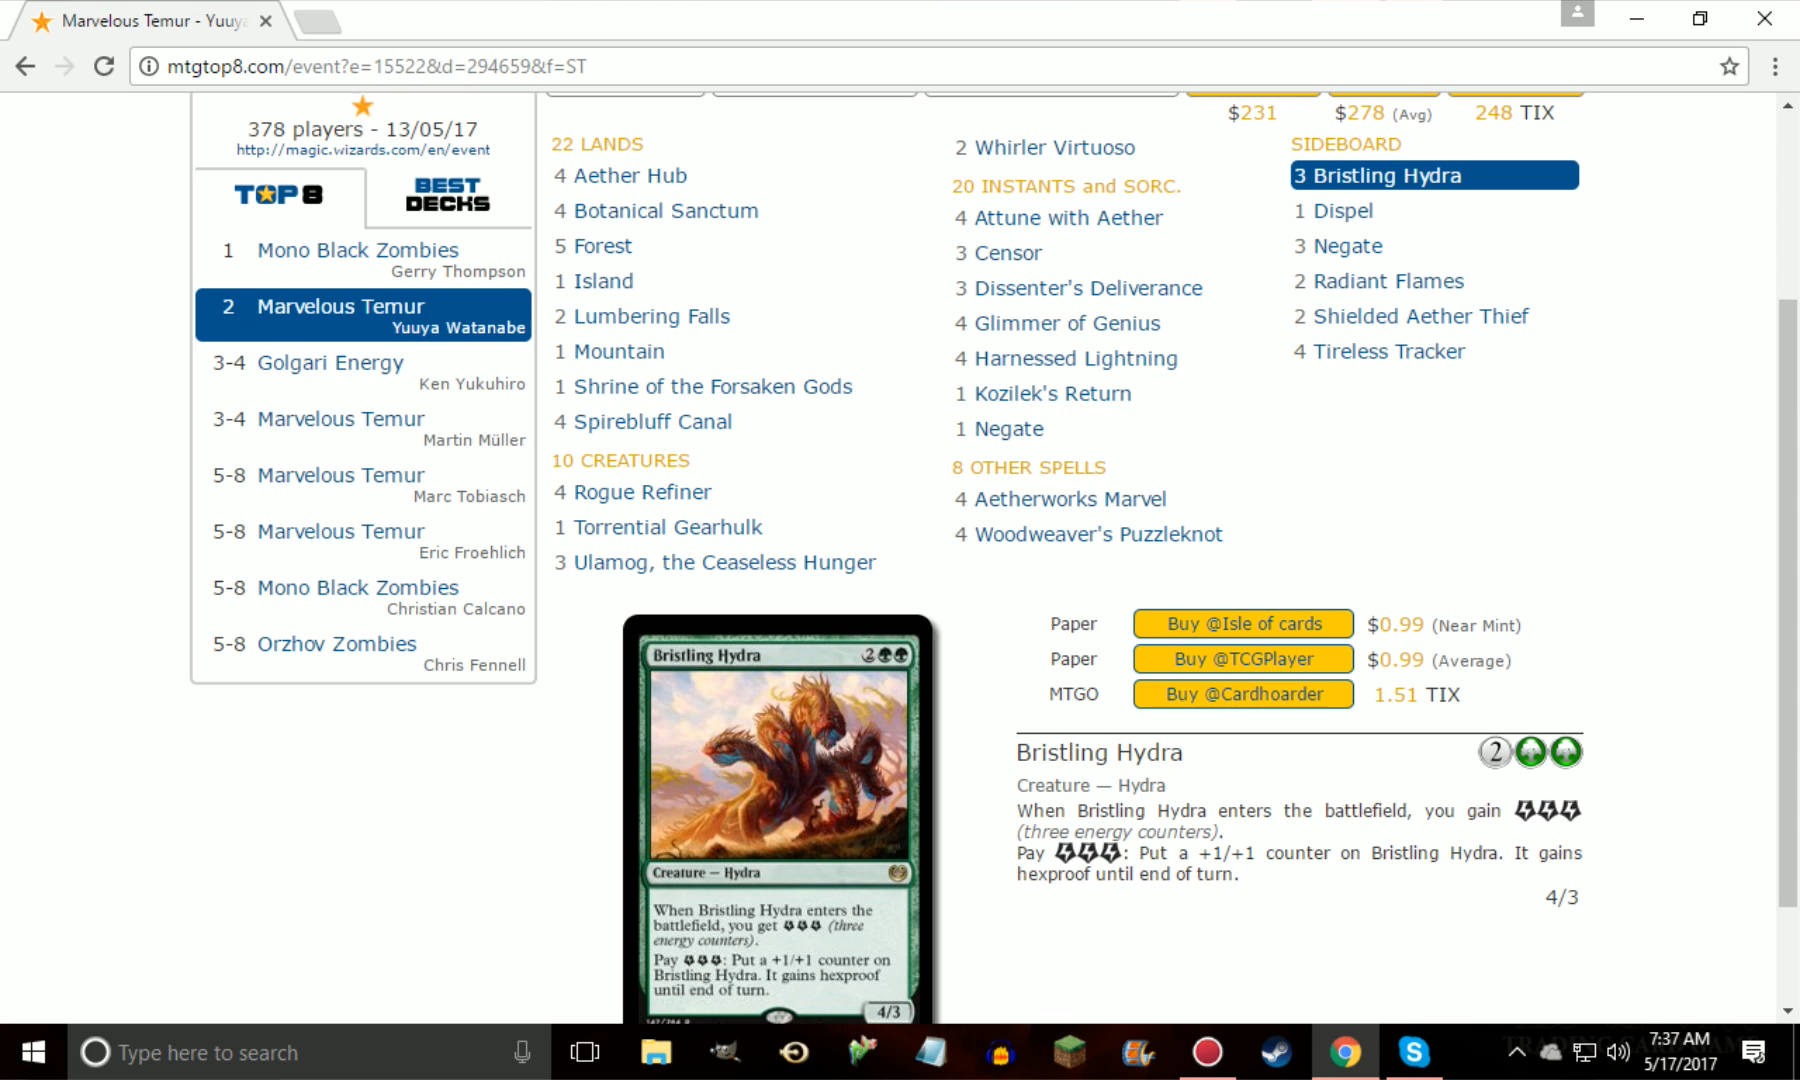 Marvelous Temur - Yuuya
mtgtop8.com/event?e=15522&d=294659&f=ST
378 players - 13/05/17
http://magic.wizards.com/en/event
TOP 8
BEST DECKS
1 Mono Black Zombies
Gerry Thompson
2 Marvelous Temur
Yuuya Watanabe
3-4 Golgari Energy
Ken Yukuhiro
3-4 Marvelous Temur
Martin Müller
5-8 Marvelous Temur
Marc Tobiasch
5-8 Marvelous Temur
Eric Froehlich
5-8 Mono Black Zombies
Christian Calcano
5-8 Orzhov Zombies
Chris Fennell
$231 $278 (Avg) 248 TIX
22 LANDS
4 Aether Hub
4 Botanical Sanctum
5 Forest
1 Island
2 Lumbering Falls
1 Mountain
1 Shrine of the Forsaken Gods
4 Spirebluff Canal
10 CREATURES
4 Rogue Refiner
1 Torrential Gearhulk
3 Ulamog, the Ceaseless Hunger
2 Whirler Virtuoso
20 INSTANTS and SORC.
4 Attune with Aether
3 Censor
3 Dissenter's Deliverance
4 Glimmer of Genius
4 Harnessed Lightning
1 Kozilek's Return
1 Negate
8 OTHER SPELLS
4 Aetherworks Marvel
4 Woodweaver's Puzzleknot
SIDEBOARD
3 Bristling Hydra
1 Dispel
3 Negate
2 Radiant Flames
2 Shielded Aether Thief
4 Tireless Tracker
Bristling Hydra 2
Creature — Hydra
When Bristling Hydra enters the
battlefield, you get (three
energy counters).
Pay : Put a +1/+1 counter on
Bristling Hydra. It gains hexproof
until end of turn.
4/3
Paper Buy @Isle of cards $0.99 (Near Mint)
Paper Buy @TCGPlayer $0.99 (Average)
MTGO Buy @Cardhoarder 1.51 TIX
Bristling Hydra 2
Creature — Hydra
When Bristling Hydra enters the battlefield, you gain
(three energy counters).
Pay : Put a +1/+1 counter on Bristling Hydra. It gains
hexproof until end of turn.
4/3
Type here to search
7:37 AM
5/17/2017